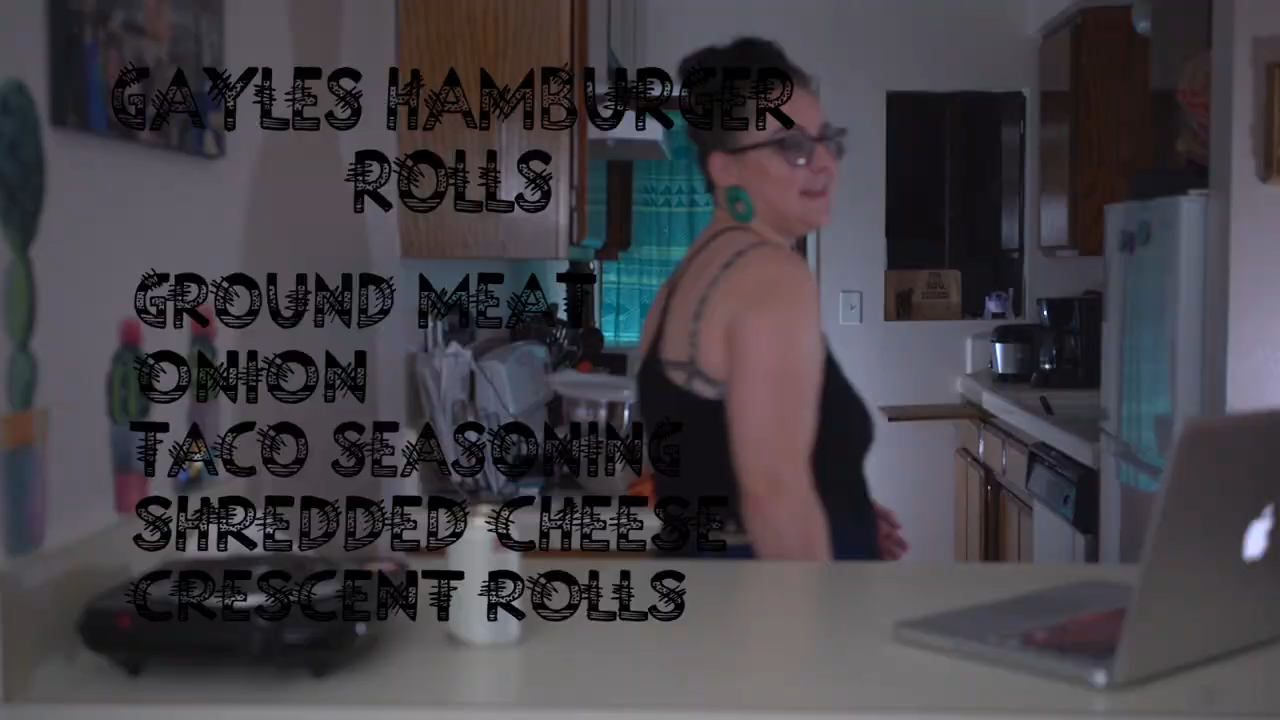 GAYLES HAMBURGER
ROLLS
GROUND MEAT
ONION
TACO SEASONING
SHREDDED CHEESE
CRESCENT ROLLS